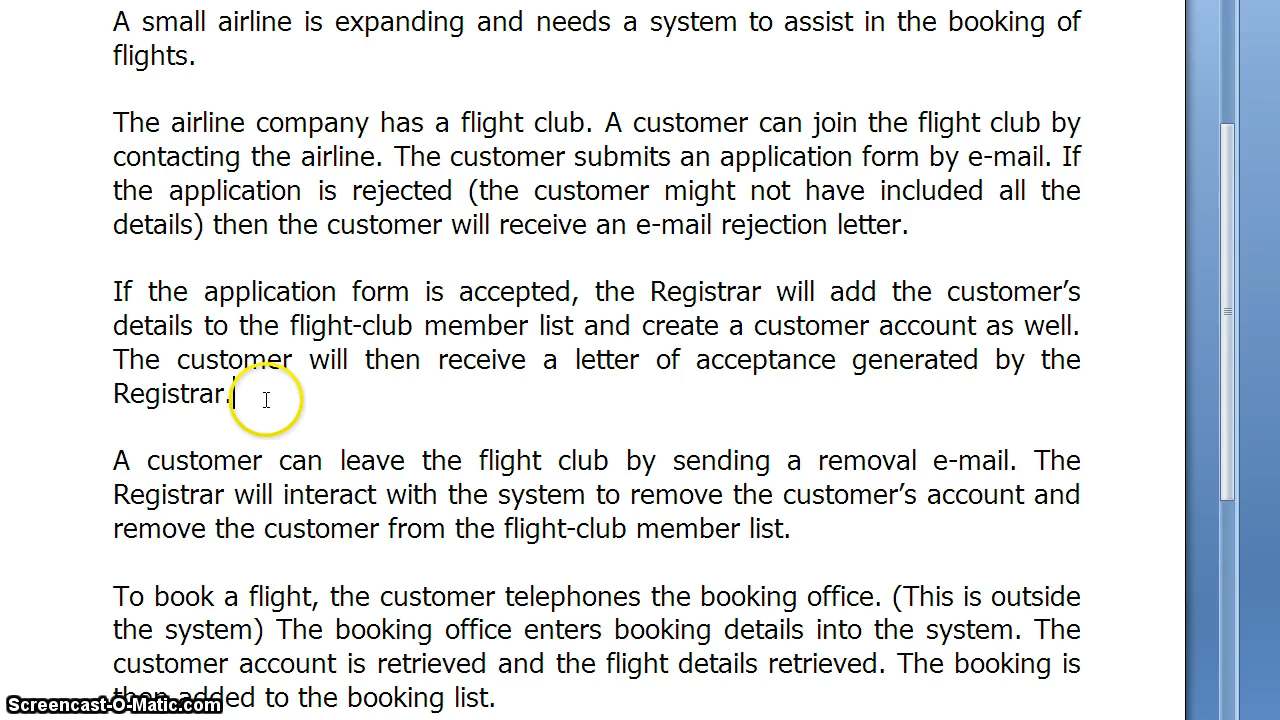 A small airline is expanding and needs a system to assist in the booking of
flights.
The airline company has a flight club. A customer can join the flight club by
contacting the airline. The customer submits an application form by e-mail. If
the application is rejected (the customer might not have included all the
details) then the customer will receive an e-mail rejection letter.
If the application form is accepted, the Registrar will add the customer’s
details to the flight-club member list and create a customer account as well.
The customer will then receive a letter of acceptance generated by the
Registrar.
A customer can leave the flight club by sending a removal e-mail. The
Registrar will interact with the system to remove the customer’s account and
remove the customer from the flight-club member list.
To book a flight, the customer telephones the booking office. (This is outside
the system) The booking office enters booking details into the system. The
customer account is retrieved and the flight details retrieved. The booking is
then added to the booking list.
Screencast-O-Matic.com